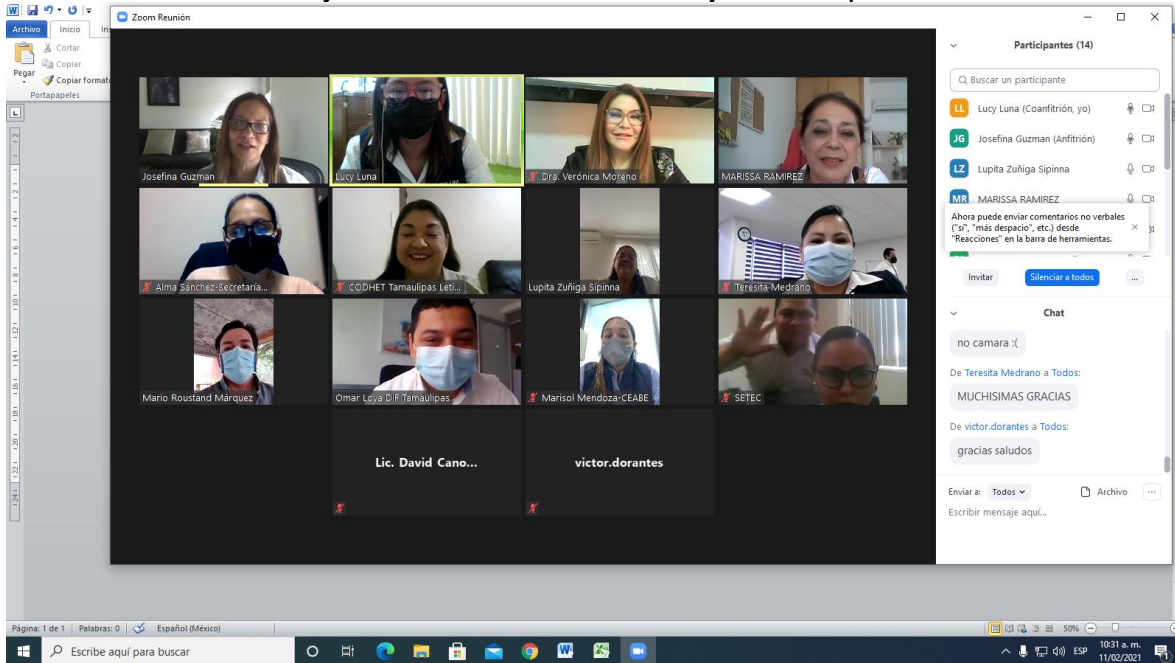 Zoom Reunión
Archivo
Inicio
Cortar
Copiar
Copiar formato
Pegar
Portapapeles
Josefina Guzman
Lucy Luna
Dra. Verónica Moreno
MARISSA RAMIREZ
Alma Sánchez-Secretaría...
CODHET Tamaulipas Leti...
Lupita Zuñiga Sipinna
Teresita Medrano
Mario Roustand Márquez
Omar Loya DIF Tamaulipas
Marisol Mendoza-CEABE
SETEC
Lic. David Cano...
victor.dorantes
Participantes (14)
Buscar un participante
LL Lucy Luna (Coanfitrión, yo)
JG Josefina Guzman (Anfitrión)
LZ Lupita Zuñiga Sipinna
MR MARISSA RAMIREZ
Ahora puede enviar comentarios no verbales
("sí", "más despacio", etc.) desde
"Reacciones" en la barra de herramientas.
Invitar
Silenciar a todos
...
Chat
no camara :(
De Teresita Medrano a Todos:
MUCHISIMAS GRACIAS
De victor.dorantes a Todos:
gracias saludos
Enviar a: Todos
Archivo
...
Escribir mensaje aquí...
Página: 1 de 1
Palabras: 0
Español (México)
50%
Escribe aquí para buscar
ESP
10:31 a. m.
11/02/2021